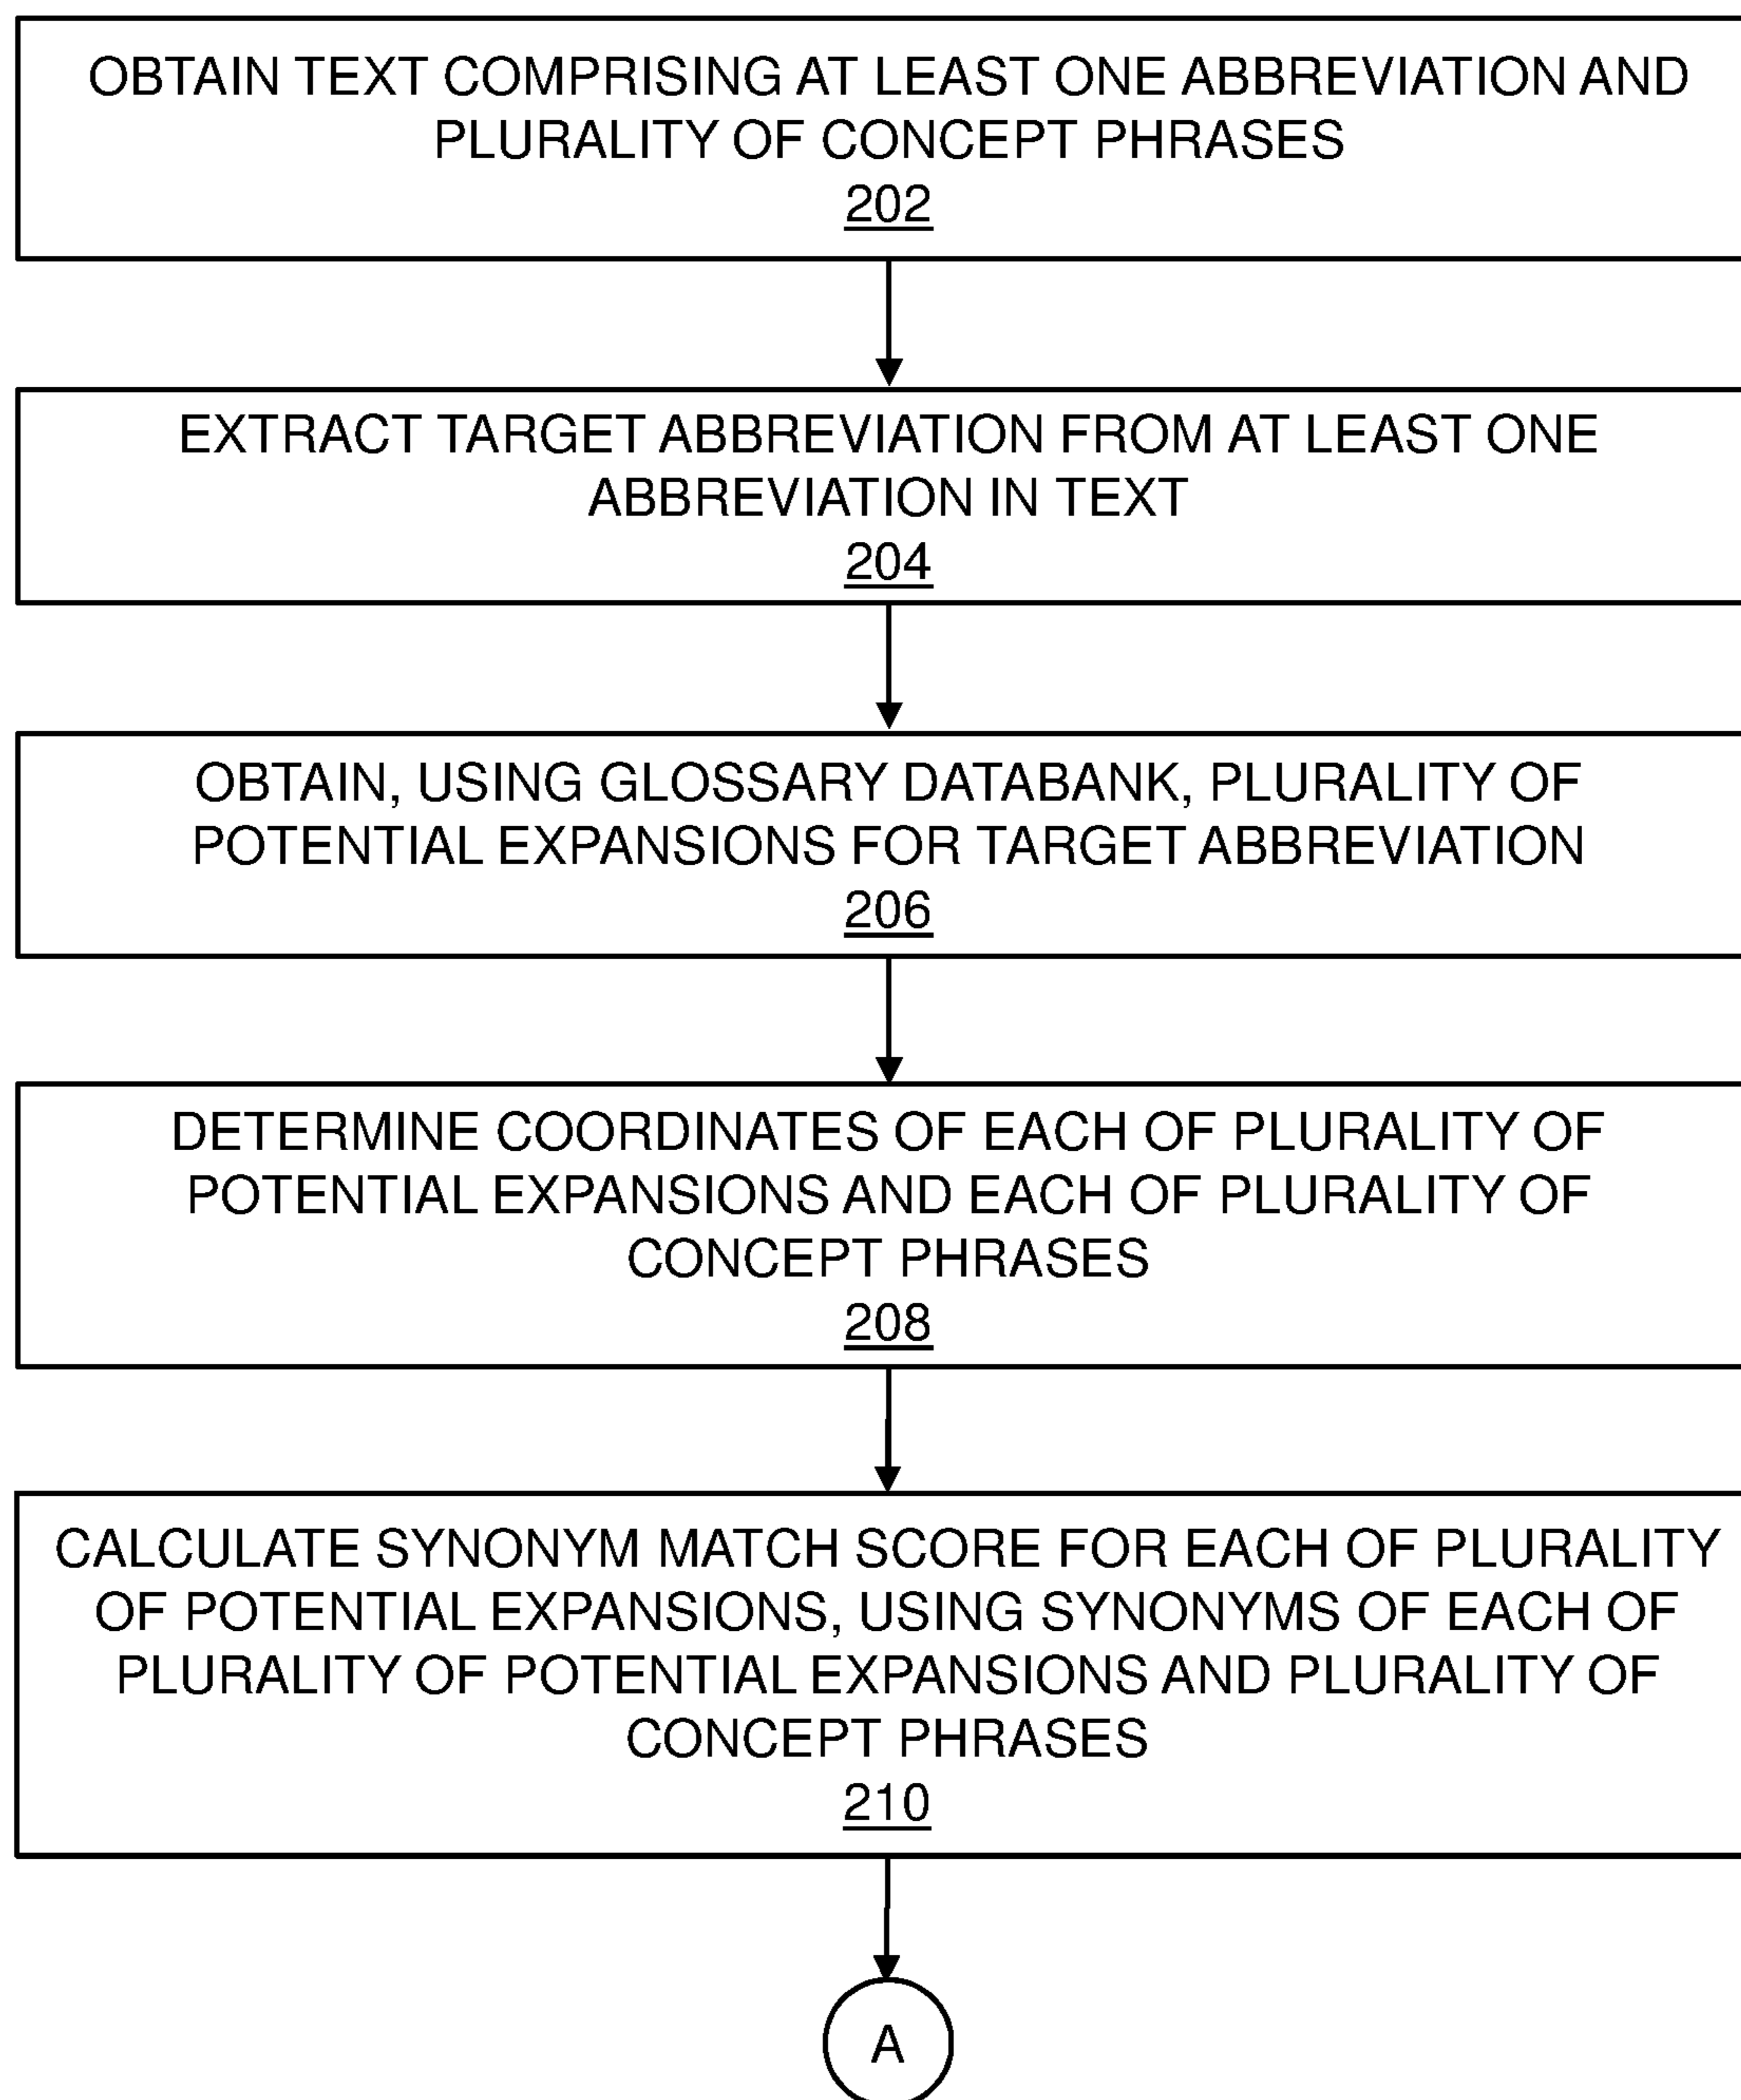 OBTAIN TEXT COMPRISING AT LEAST ONE ABBREVIATION AND
PLURALITY OF CONCEPT PHRASES
202
EXTRACT TARGET ABBREVIATION FROM AT LEAST ONE
ABBREVIATION IN TEXT
204
OBTAIN, USING GLOSSARY DATABANK, PLURALITY OF
POTENTIAL EXPANSIONS FOR TARGET ABBREVIATION
206
DETERMINE COORDINATES OF EACH OF PLURALITY OF
POTENTIAL EXPANSIONS AND EACH OF PLURALITY OF
CONCEPT PHRASES
208
CALCULATE SYNONYM MATCH SCORE FOR EACH OF PLURALITY
OF POTENTIAL EXPANSIONS, USING SYNONYMS OF EACH OF
PLURALITY OF POTENTIAL EXPANSIONS AND PLURALITY OF
CONCEPT PHRASES
210
A